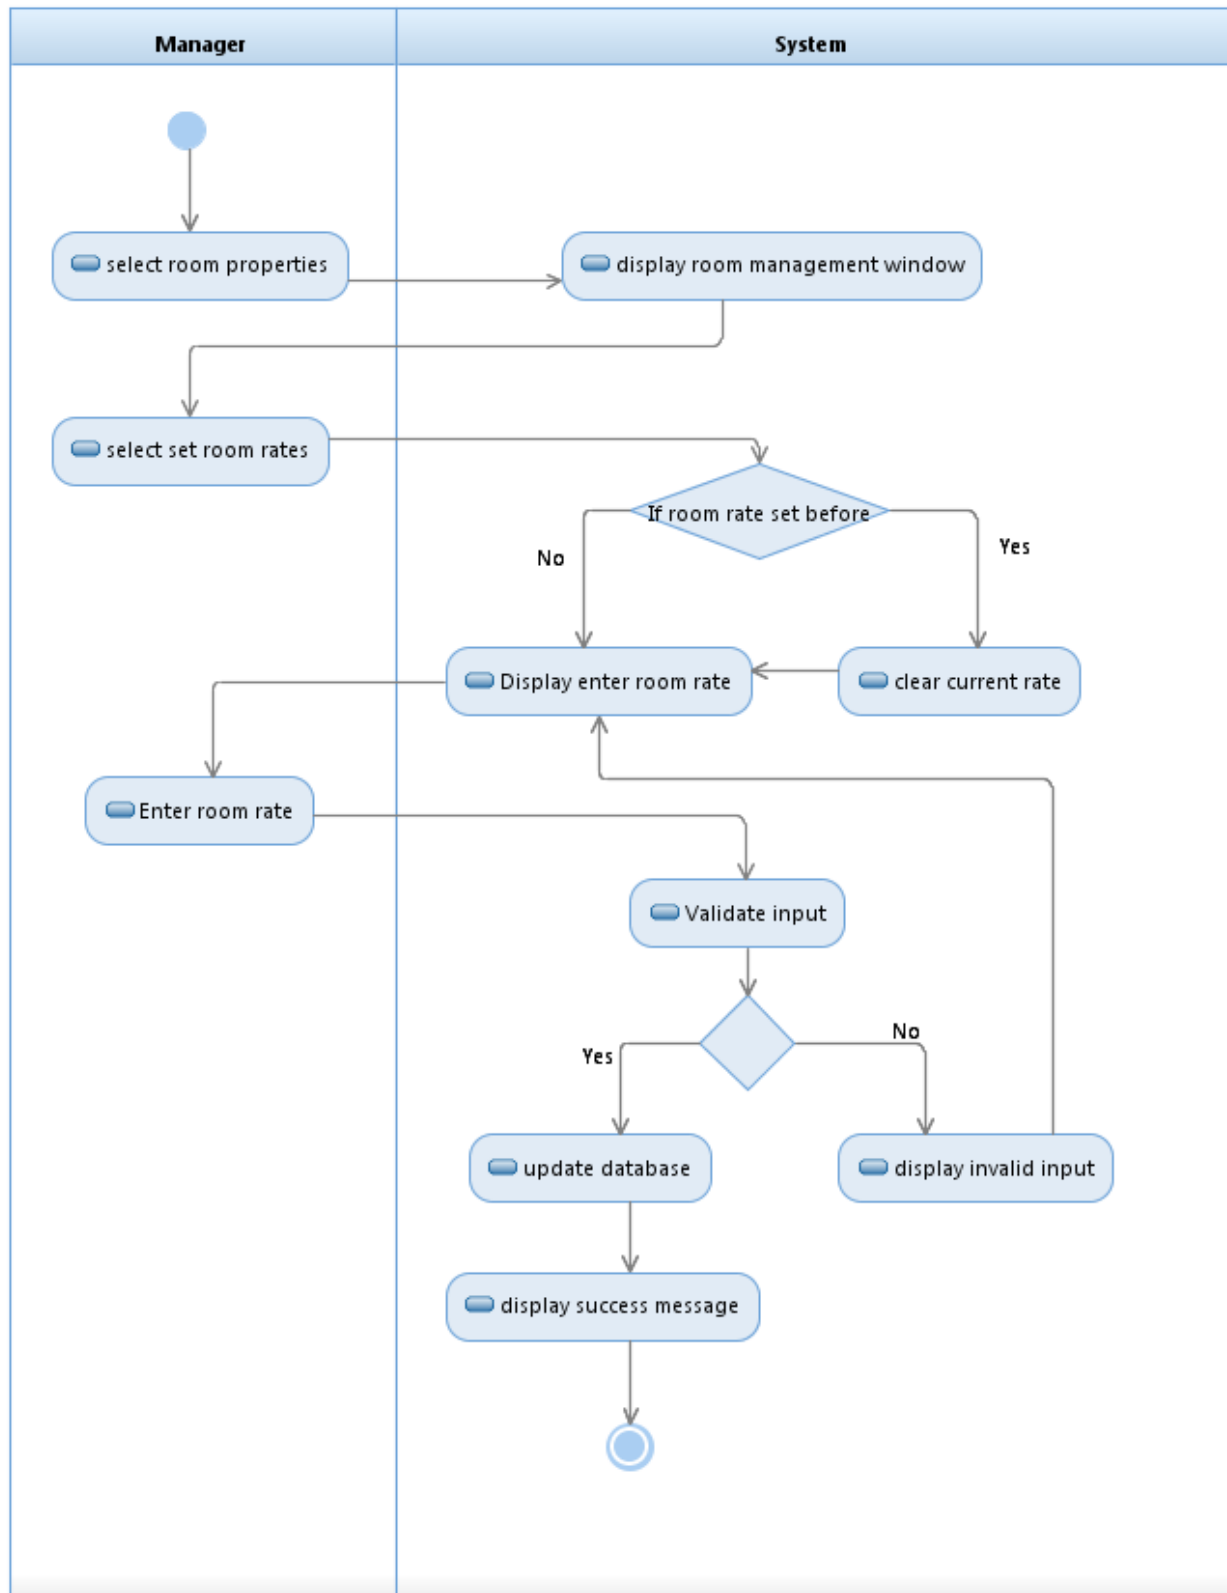 Manager
System
select room properties
display room management window
select set room rates
If room rate set before
No
Yes
Display enter room rate
clear current rate
Enter room rate
Validate input
Yes
No
update database
display invalid input
display success message